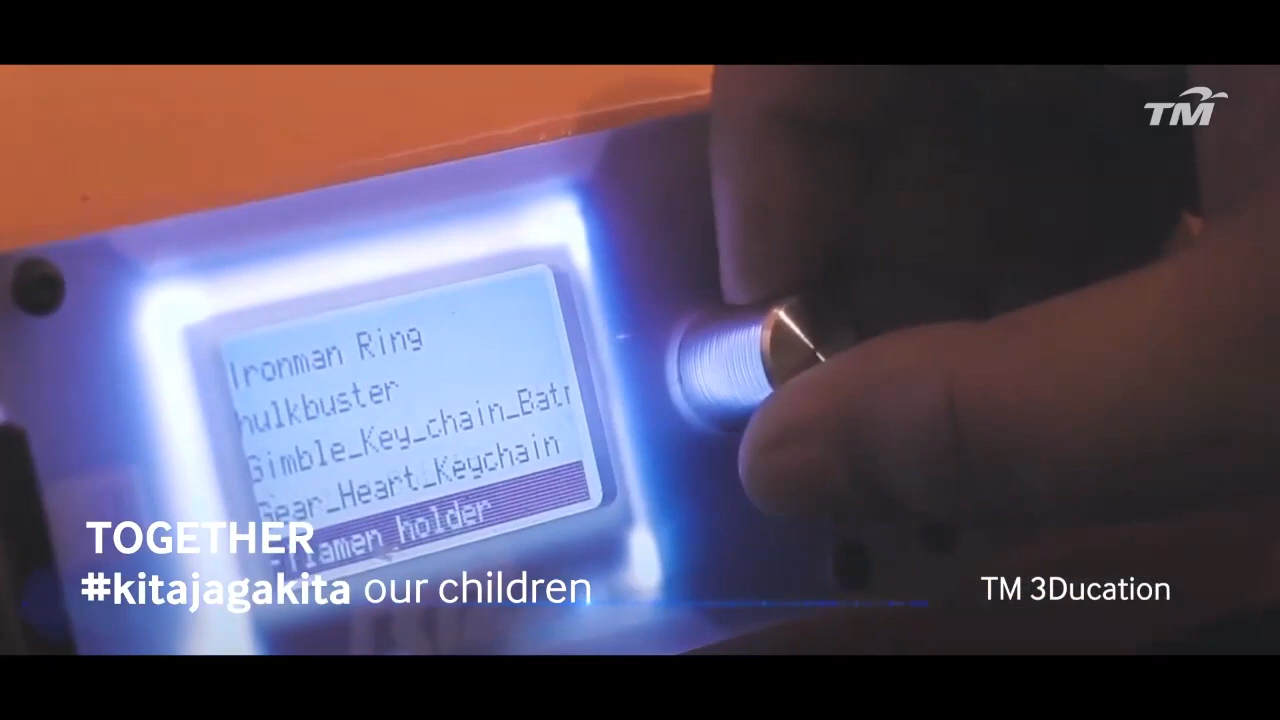 TM
Ironman Ring
hulkbuster
Gimble_Key_chain_Batr
Gear_Heart_Keychain
holder
TOGETHER
#kitajagakita our children
TM 3Ducation